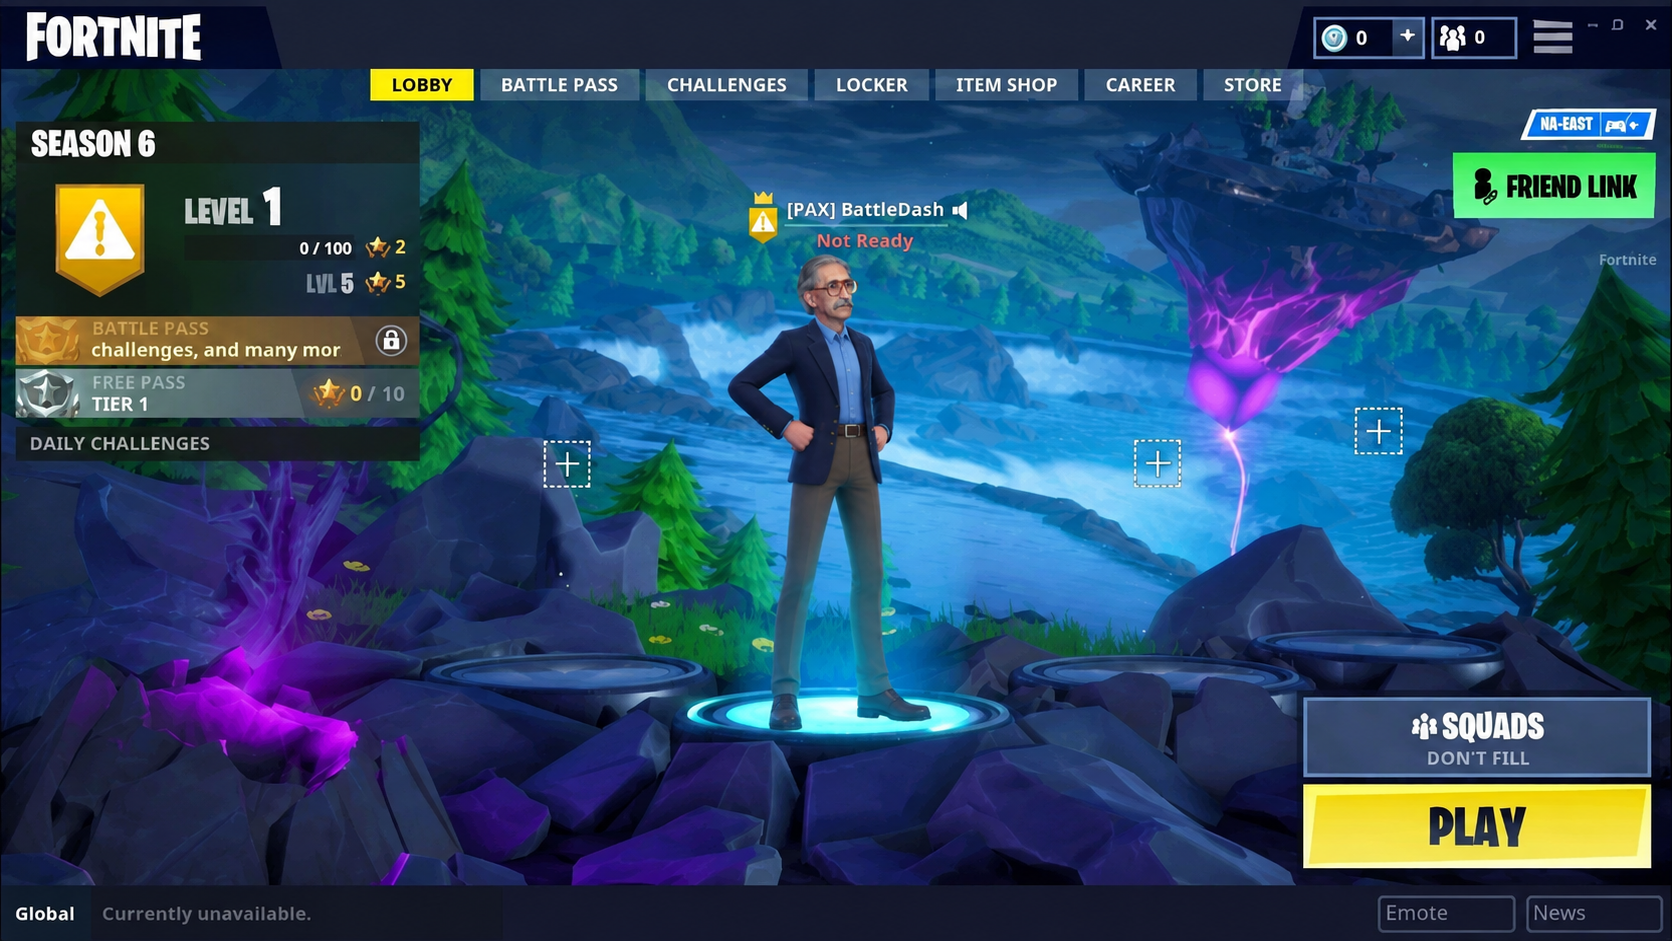 FORTNITE
0
0
LOBBY
BATTLE PASS
CHALLENGES
LOCKER
ITEM SHOP
CAREER
STORE
NA-EAST
FRIEND LINK
Fortnite
SEASON 6
LEVEL 1
0 / 100 2
LVL 5 5
BATTLE PASS
challenges, and many mor
FREE PASS
TIER 1
0 / 10
DAILY CHALLENGES
[PAX] BattleDash
Not Ready
SQUADS
DON'T FILL
PLAY
Global
Currently unavailable.
Emote
News